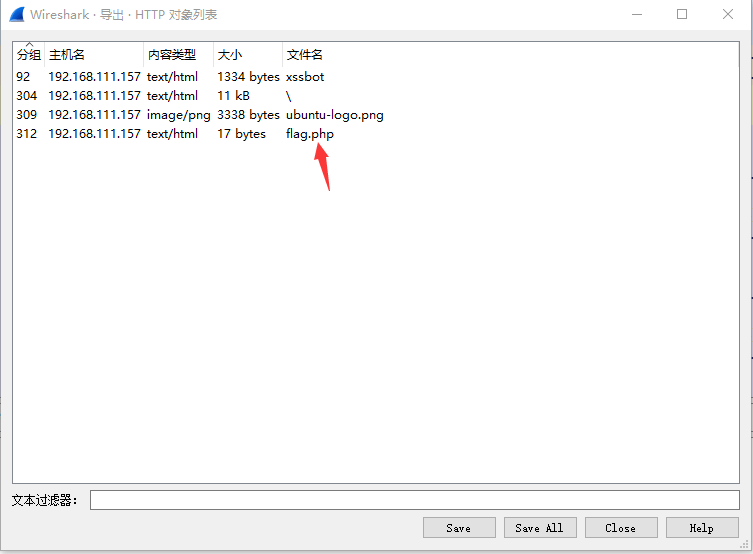 Wireshark · 导出 · HTTP 对象列表
分组 主机名 内容类型 大小 文件名
92 192.168.111.157 text/html 1334 bytes xssbot
304 192.168.111.157 text/html 11 kB \
309 192.168.111.157 image/png 3338 bytes ubuntu-logo.png
312 192.168.111.157 text/html 17 bytes flag.php
文本过滤器:
Save Save All Close Help